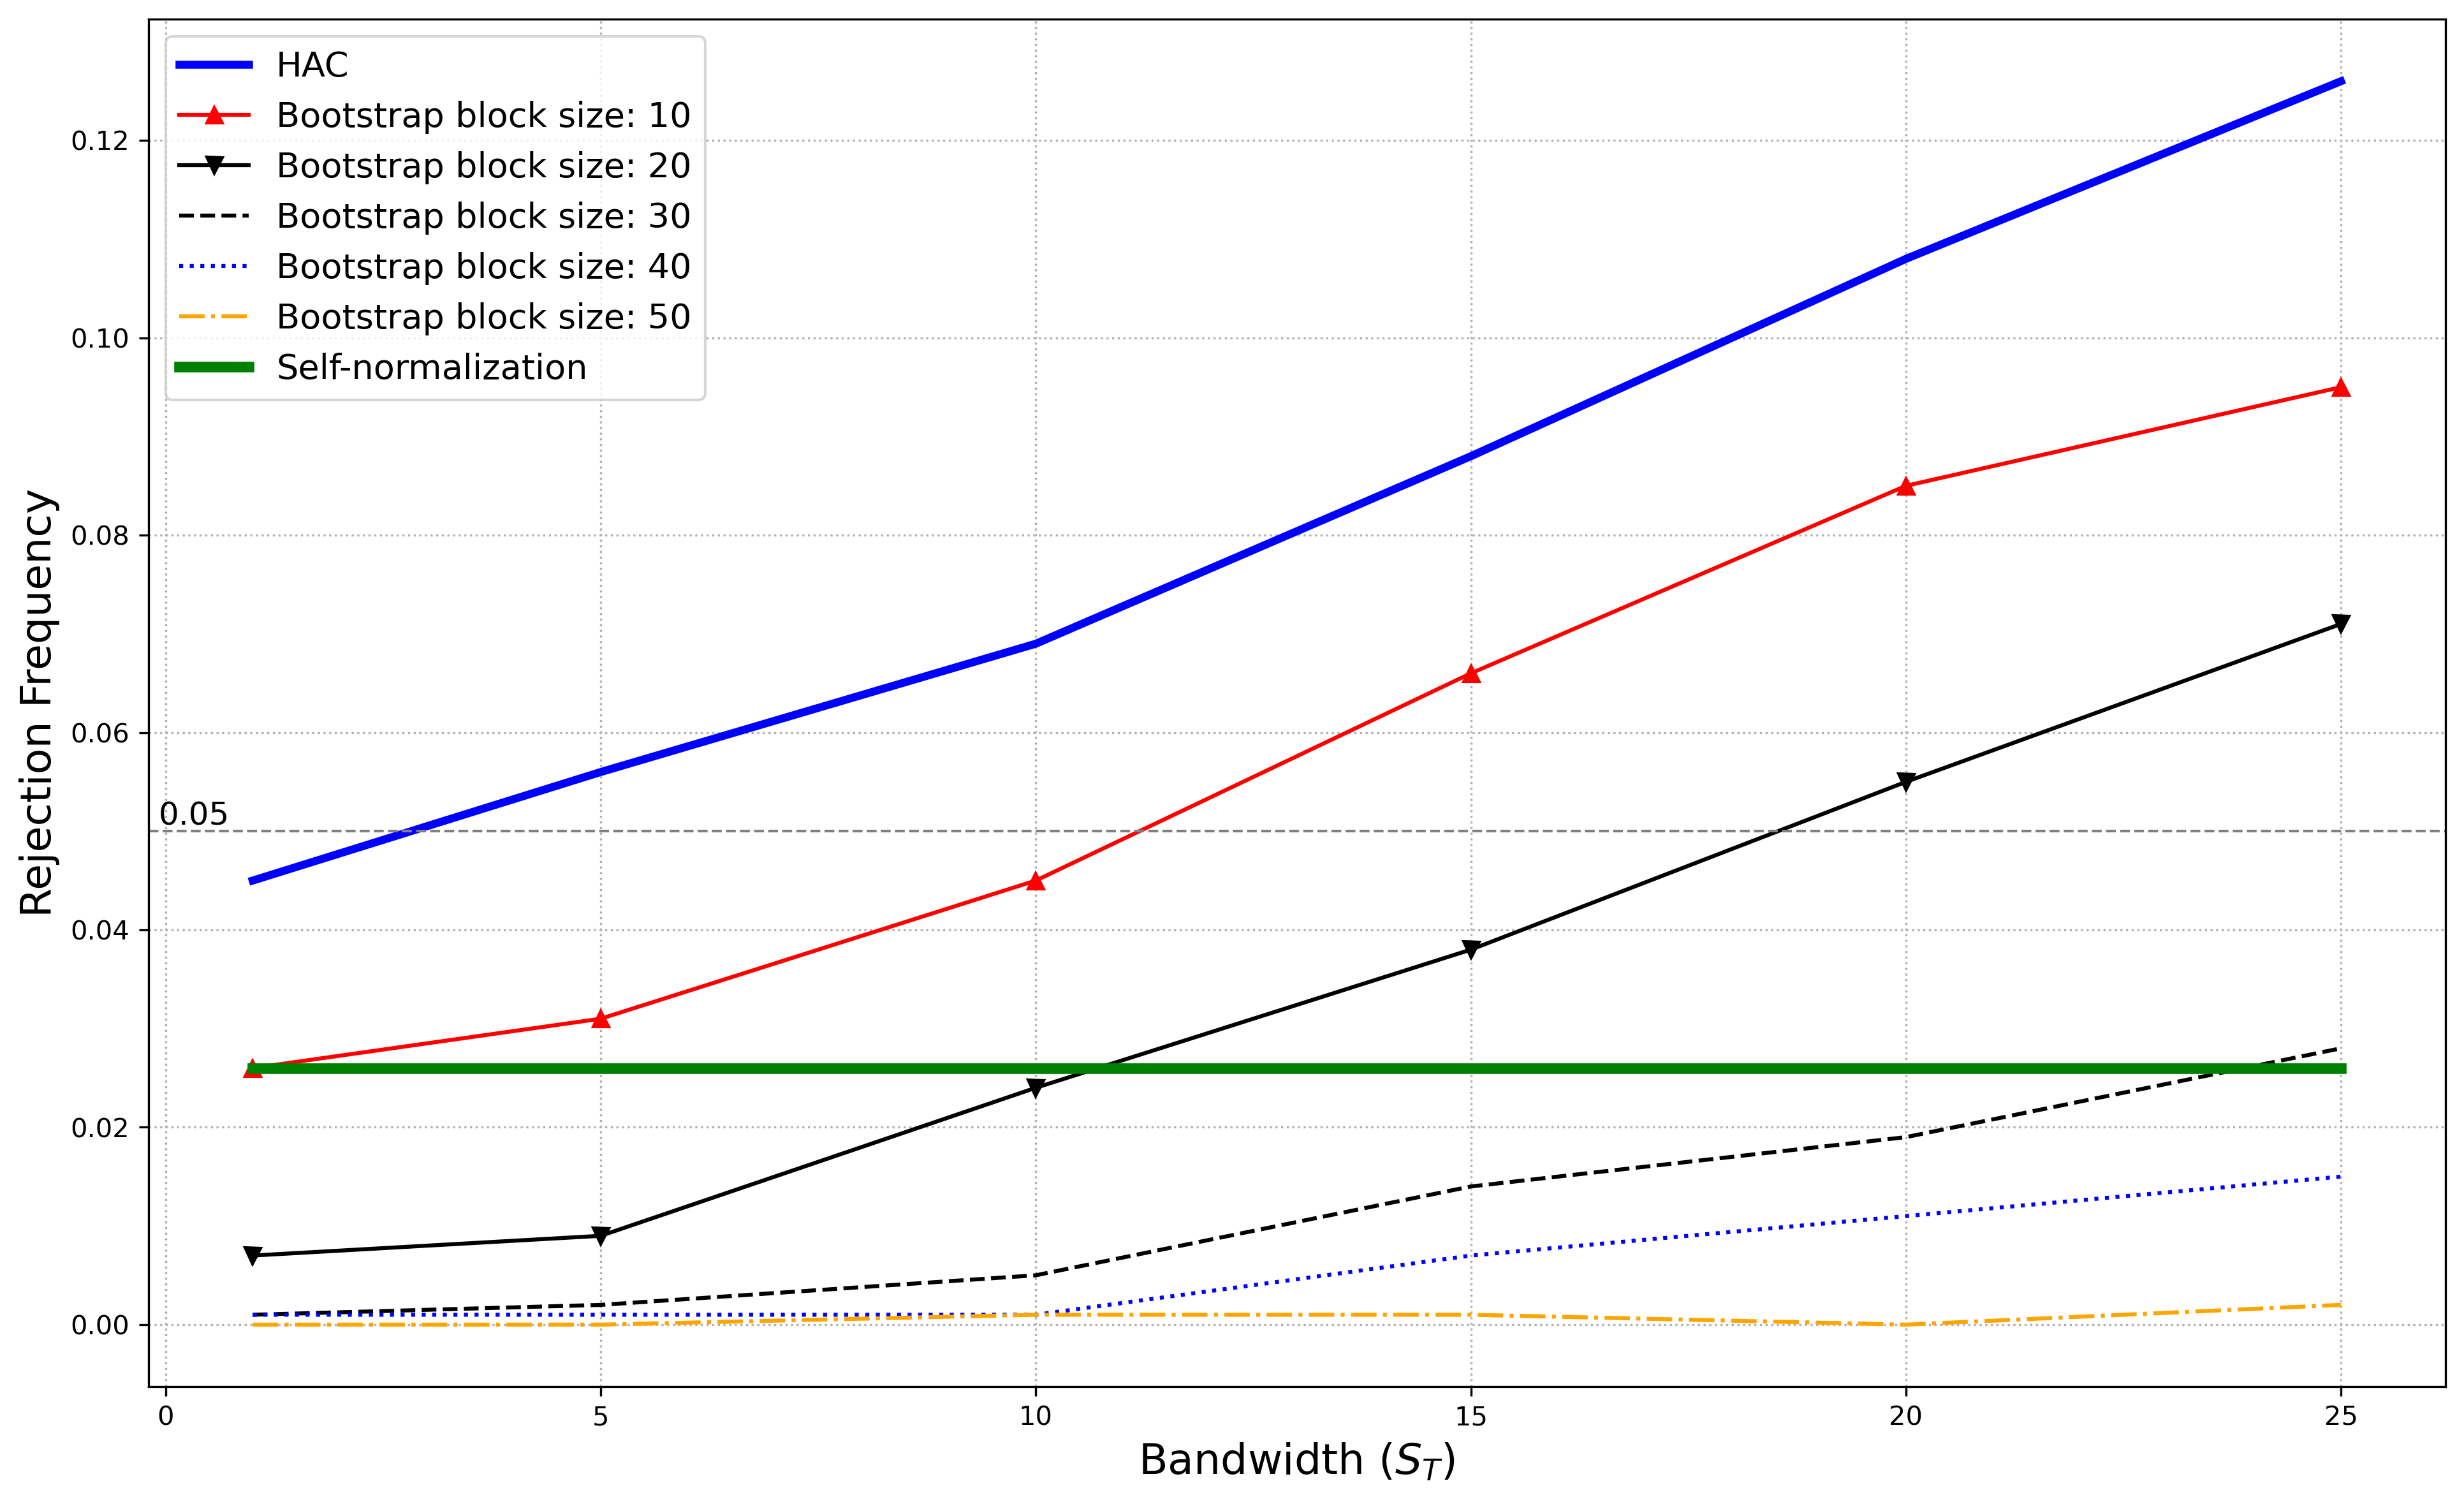 HAC
Bootstrap block size: 10
Bootstrap block size: 20
Bootstrap block size: 30
Bootstrap block size: 40
Bootstrap block size: 50
Self-normalization
0.12
0.10
0.08
0.06
0.04
0.02
0.00
0.05
Rejection Frequency
0 5 10 15 20 25
Bandwidth (S_T)